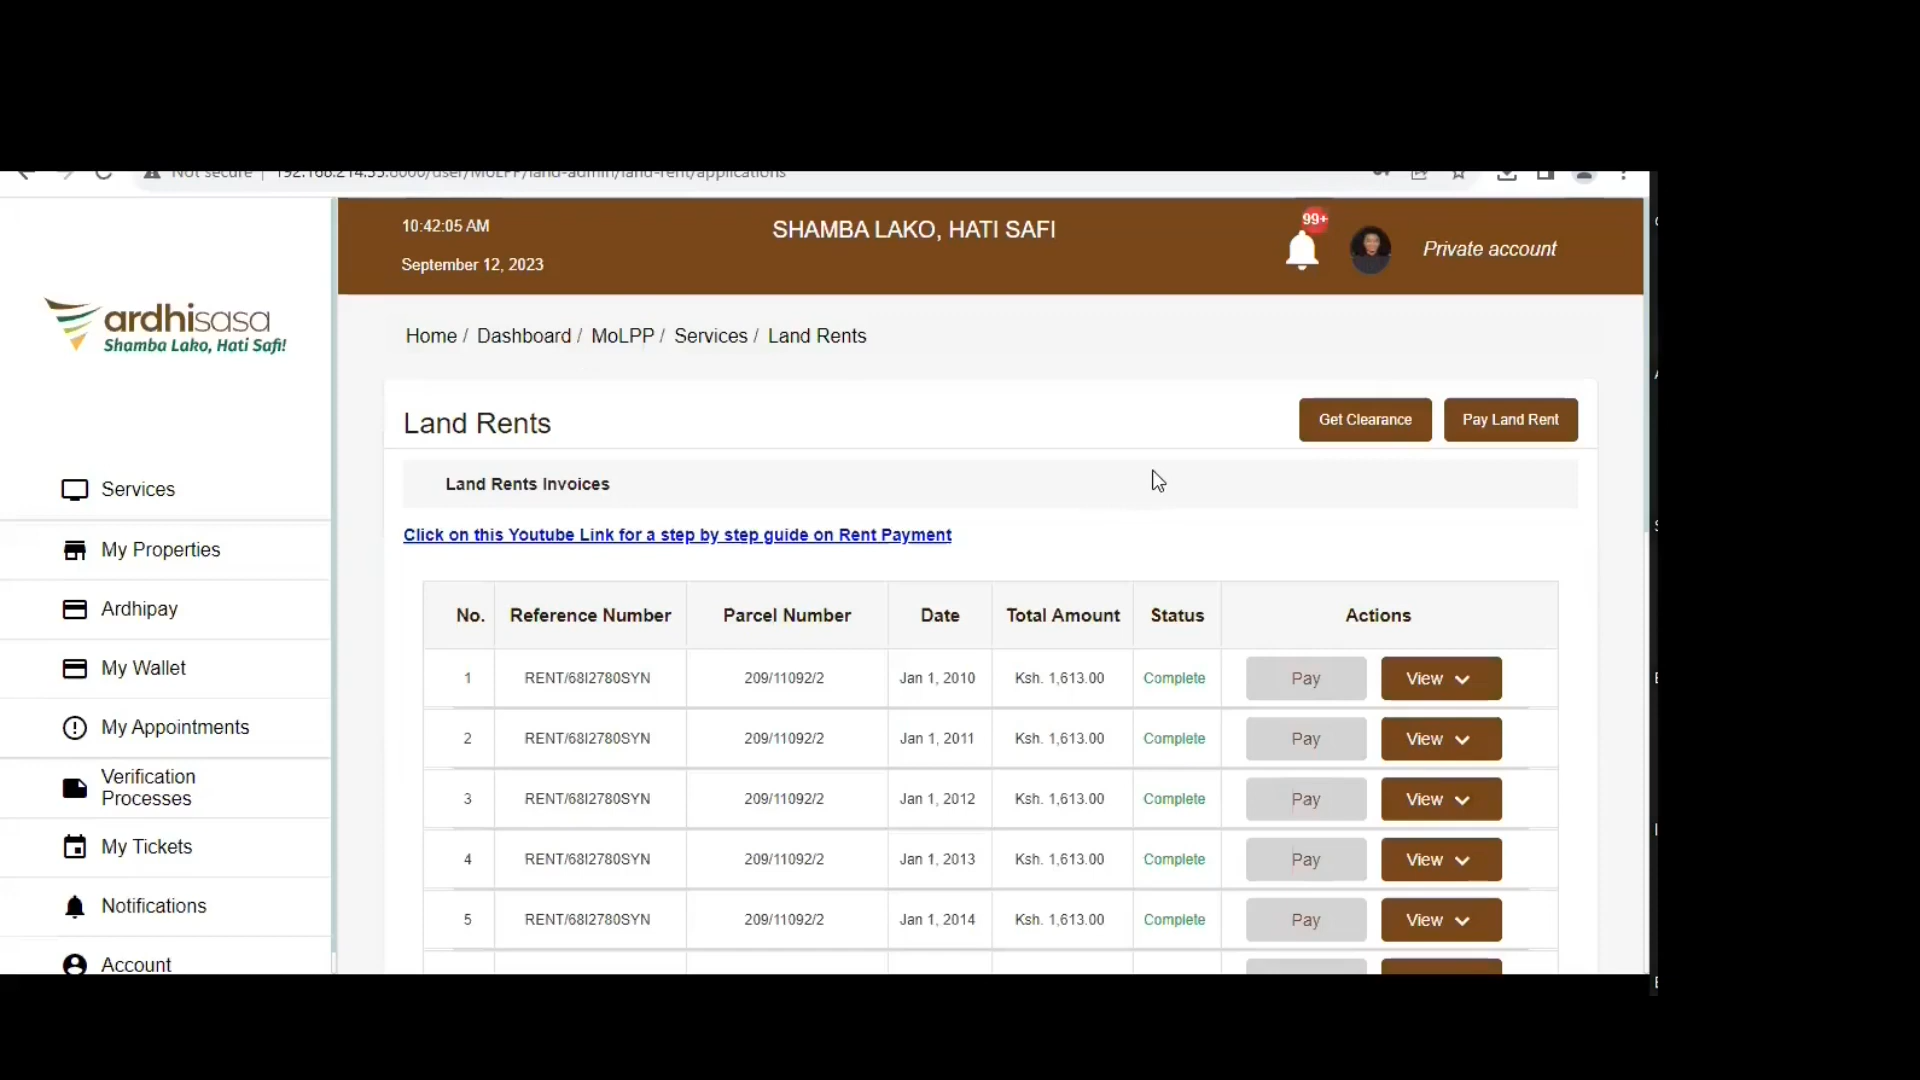 Not secure
10:42:05 AM
SHAMBA LAKO, HATI SAFI
99+
Private account
September 12, 2023
ardhisasa
Shamba Lako, Hati Safi!
Home / Dashboard / MoLPP / Services / Land Rents
Land Rents
Get Clearance
Pay Land Rent
Land Rents Invoices
Click on this Youtube Link for a step by step guide on Rent Payment
Services
My Properties
Ardhipay
My Wallet
My Appointments
Verification
Processes
My Tickets
Notifications
Account
No. Reference Number Parcel Number Date Total Amount Status Actions
1 RENT/68I2780SYN 209/11092/2 Jan 1, 2010 Ksh. 1,613.00 Complete Pay View
2 RENT/68I2780SYN 209/11092/2 Jan 1, 2011 Ksh. 1,613.00 Complete Pay View
3 RENT/68I2780SYN 209/11092/2 Jan 1, 2012 Ksh. 1,613.00 Complete Pay View
4 RENT/68I2780SYN 209/11092/2 Jan 1, 2013 Ksh. 1,613.00 Complete Pay View
5 RENT/68I2780SYN 209/11092/2 Jan 1, 2014 Ksh. 1,613.00 Complete Pay View